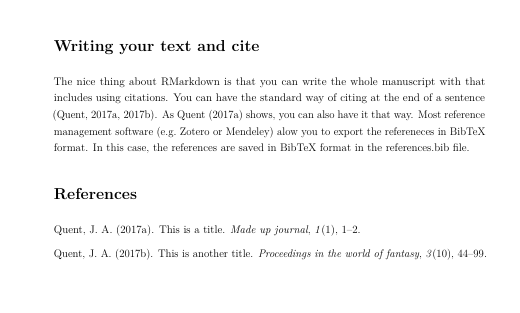 Writing your text and cite
The nice thing about RMarkdown is that you can write the whole manuscript with that
includes using citations. You can have the standard way of citing at the end of a sentence
(Quent, 2017a, 2017b). As Quent (2017a) shows, you can also have it that way. Most reference
management software (e.g. Zotero or Mendeley) alow you to export the refereneces in BibTeX
format. In this case, the references are saved in BibTeX format in the references.bib file.
References
Quent, J. A. (2017a). This is a title. Made up journal, 1(1), 1–2.
Quent, J. A. (2017b). This is another title. Proceedings in the world of fantasy, 3(10), 44–99.